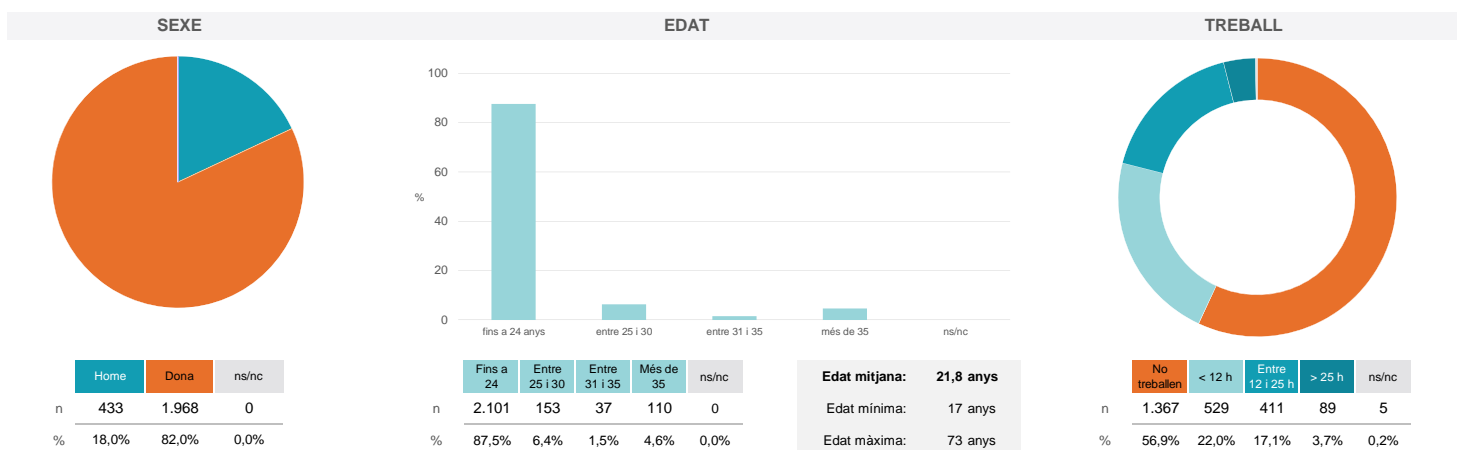 SEXE
EDAT
TREBALL
100
80
60
%
40
20
0
fins a 24 anys entre 25 i 30 entre 31 i 35 més de 35 ns/nc
Home Dona ns/nc
n 433 1.968 0
% 18,0% 82,0% 0,0%
Fins a 24 Entre 25 i 30 Entre 31 i 35 Més de 35 ns/nc
n 2.101 153 37 110 0
% 87,5% 6,4% 1,5% 4,6% 0,0%
Edat mitjana: 21,8 anys
Edat mínima: 17 anys
Edat màxima: 73 anys
No treballen < 12 h Entre 12 i 25 h > 25 h ns/nc
n 1.367 529 411 89 5
% 56,9% 22,0% 17,1% 3,7% 0,2%